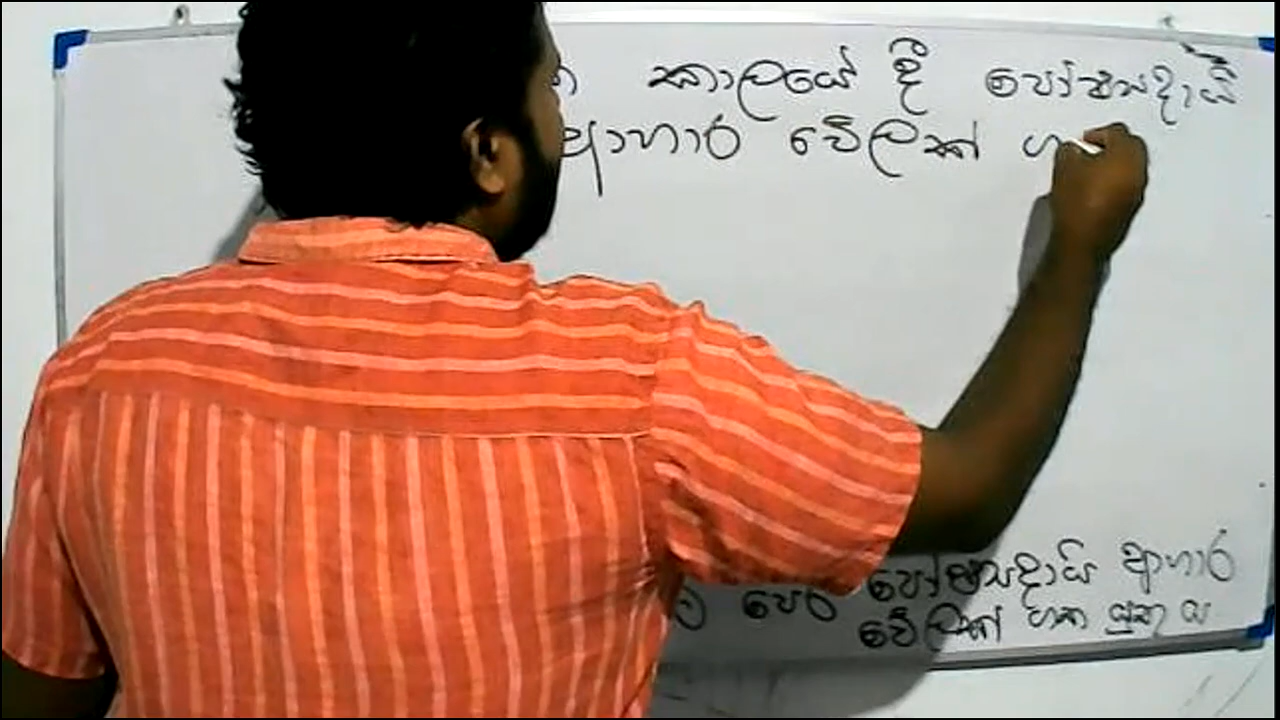 කාලයේ දී පෝෂ්‍යදායී
ආහාර වේලක් ග
පෙර පෝෂ්‍යදායි ආහාර
වේලක් ගත යුතු ය